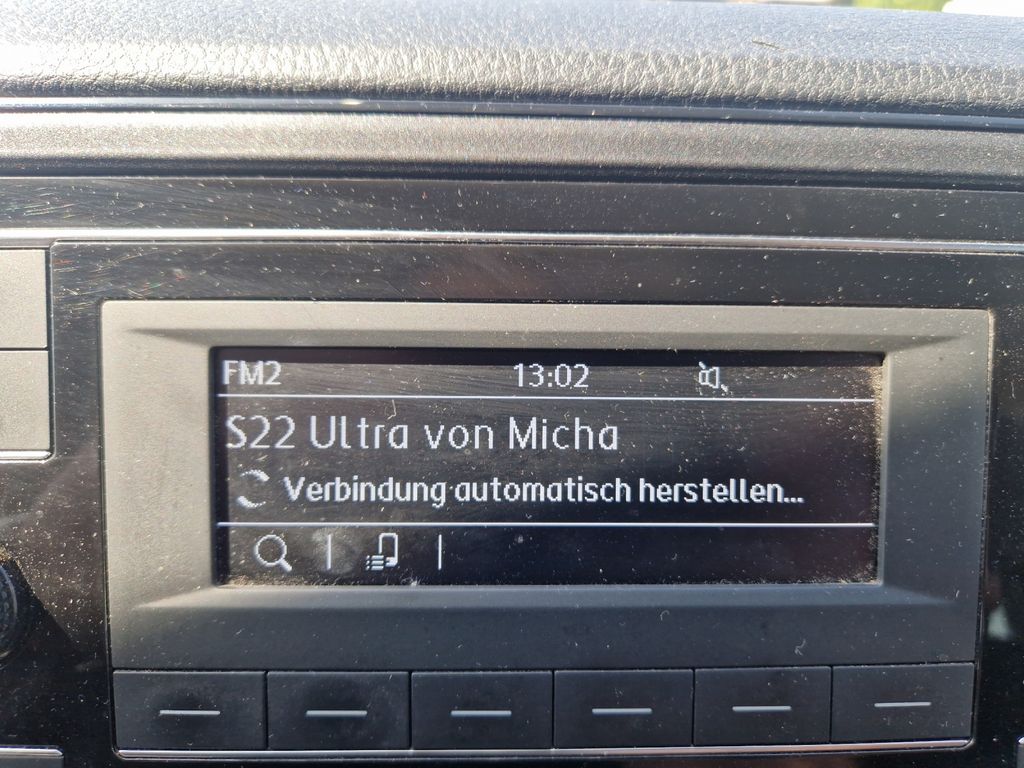 FM2 13:02
S22 Ultra von Micha
Verbindung automatisch herstellen...